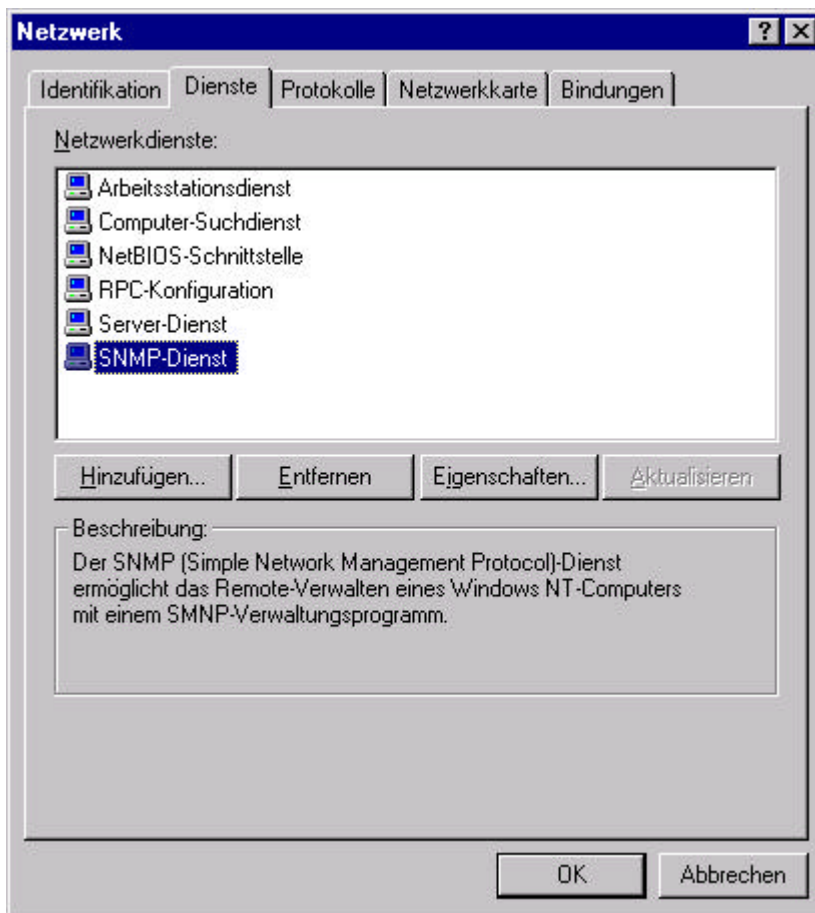 Netzwerk
Identifikation Dienste Protokolle Netzwerkkarte Bindungen
Netzwerkdienste:
Arbeitsstationsdienst
Computer-Suchdienst
NetBIOS-Schnittstelle
RPC-Konfiguration
Server-Dienst
SNMP-Dienst
Hinzufügen... Entfernen Eigenschaften... Aktualisieren
Beschreibung:
Der SNMP (Simple Network Management Protocol)-Dienst
ermöglicht das Remote-Verwalten eines Windows NT-Computers
mit einem SMNP-Verwaltungsprogramm.
OK Abbrechen